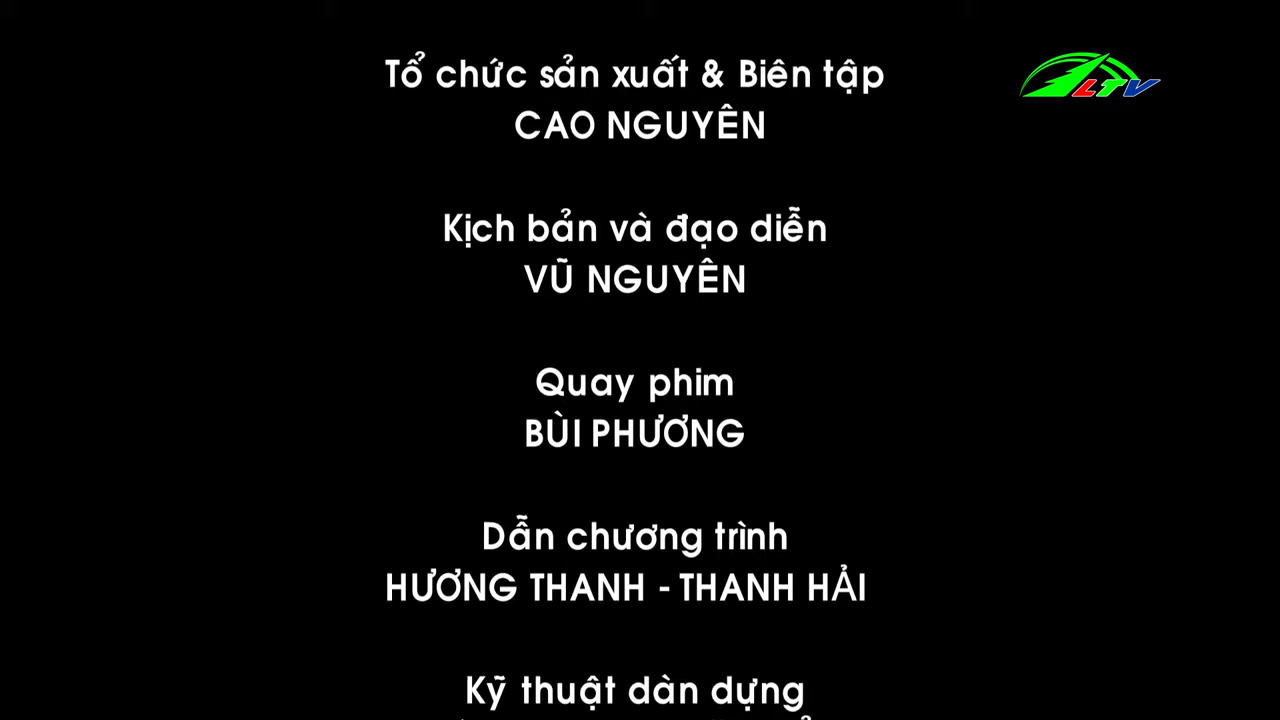 Tổ chức sản xuất & Biên tập
LTV
CAO NGUYÊN
Kịch bản và đạo diễn
VŨ NGUYÊN
Quay phim
BÙI PHƯƠNG
Dẫn chương trình
HƯƠNG THANH - THANH HẢI
Kỹ thuật dàn dựng